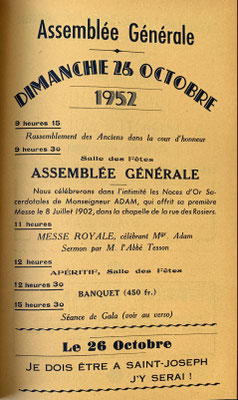 Assemblée Générale
DIMANCHE 26 OCTOBRE
1952
9 heures 15
Rassemblement des Anciens dans la cour d'honneur
9 heures 30
Salle des Fêtes
ASSEMBLÉE GÉNÉRALE
Nous célébrerons dans l'intimité les Noces d'Or Sa-
cerdotales de Monseigneur ADAM, qui offrit sa première
Messe le 8 Juillet 1902, dans la chapelle de la rue des Rosiers.
11 heures
MESSE ROYALE, célébrant Mgr. Adam
Sermon par M. l'Abbé Tesson
12 heures
APÉRITIF, Salle des Fêtes
12 heures 30
BANQUET (450 fr.)
15 heures 30
Séance de Gala (voir au verso)
Le 26 Octobre
JE DOIS ÊTRE A SAINT-JOSEPH
J'Y SERAI !